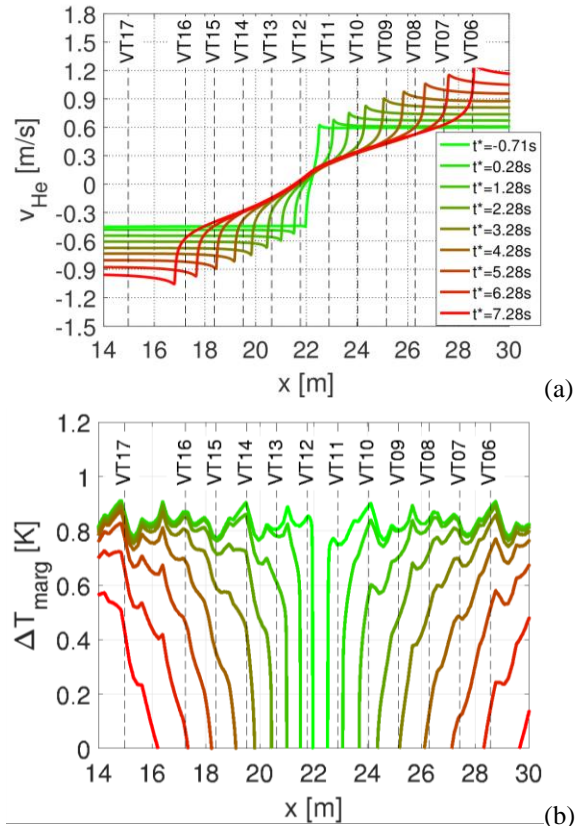 VT17 VT16 VT15 VT14 VT13 VT12 VT11 VT10 VT09 VT08 VT07 VT06
v_He [m/s]
1.5
1.2
0.9
0.6
0.3
0
-0.3
-0.6
-0.9
-1.2
-1.5
t*=-0.71s
t*=0.28s
t*=1.28s
t*=2.28s
t*=3.28s
t*=4.28s
t*=5.28s
t*=6.28s
t*=7.28s
14 16 18 20 22 24 26 28 30
x [m]
(a)
VT17 VT16 VT15 VT14 VT13 VT12 VT11 VT10 VT09 VT08 VT07 VT06
ΔT_marg [K]
1.2
1
0.8
0.6
0.4
0.2
0
14 16 18 20 22 24 26 28 30
x [m]
(b)